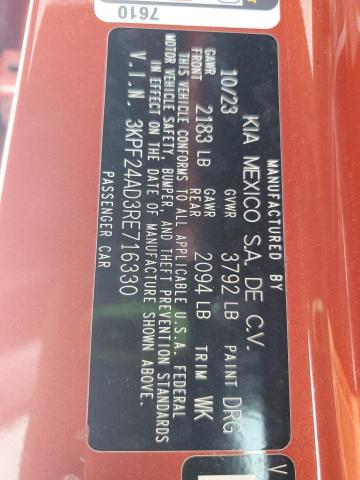 7610
MANUFACTURED BY
KIA MEXICO S.A. DE C.V.
10/23 GVWR 3792 LB PAINT DRG
GAWR FRONT 2183 LB GAWR REAR 2094 LB TRIM WK
THIS VEHICLE CONFORMS TO ALL APPLICABLE U.S.A. FEDERAL
MOTOR VEHICLE SAFETY, BUMPER, AND THEFT PREVENTION STANDARDS
IN EFFECT ON THE DATE OF MANUFACTURE SHOWN ABOVE.
V.I.N. 3KPF24AD3RE716330
PASSENGER CAR
V